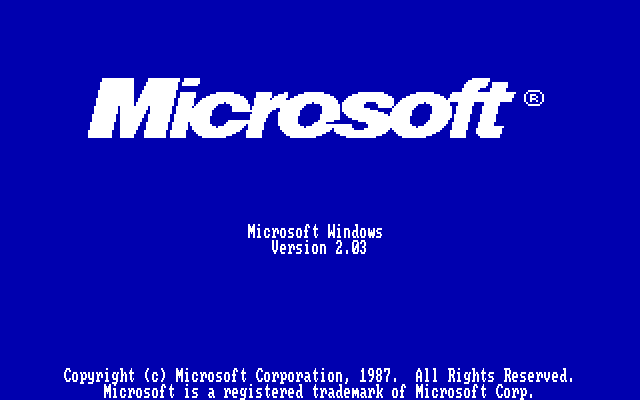 Microsoft®
Microsoft Windows
Version 2.03
Copyright (c) Microsoft Corporation, 1987.  All Rights Reserved.
Microsoft is a registered trademark of Microsoft Corp.